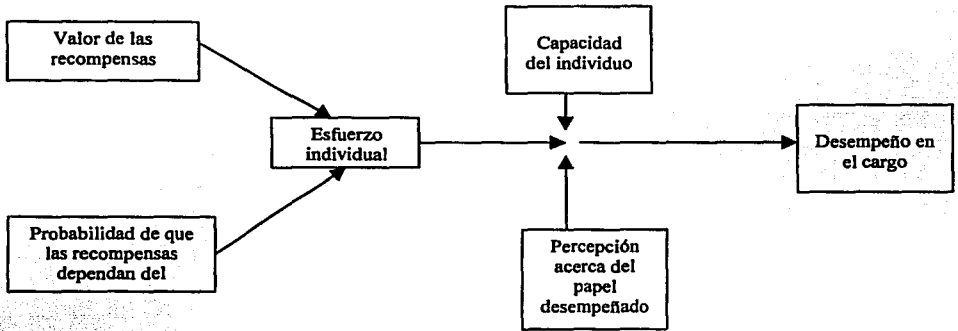 Valor de las
recompensas
Probabilidad de que
las recompensas
dependan del
Esfuerzo
individual
Capacidad
del individuo
Percepción
acerca del
papel
desempeñado
Desempeño en
el cargo